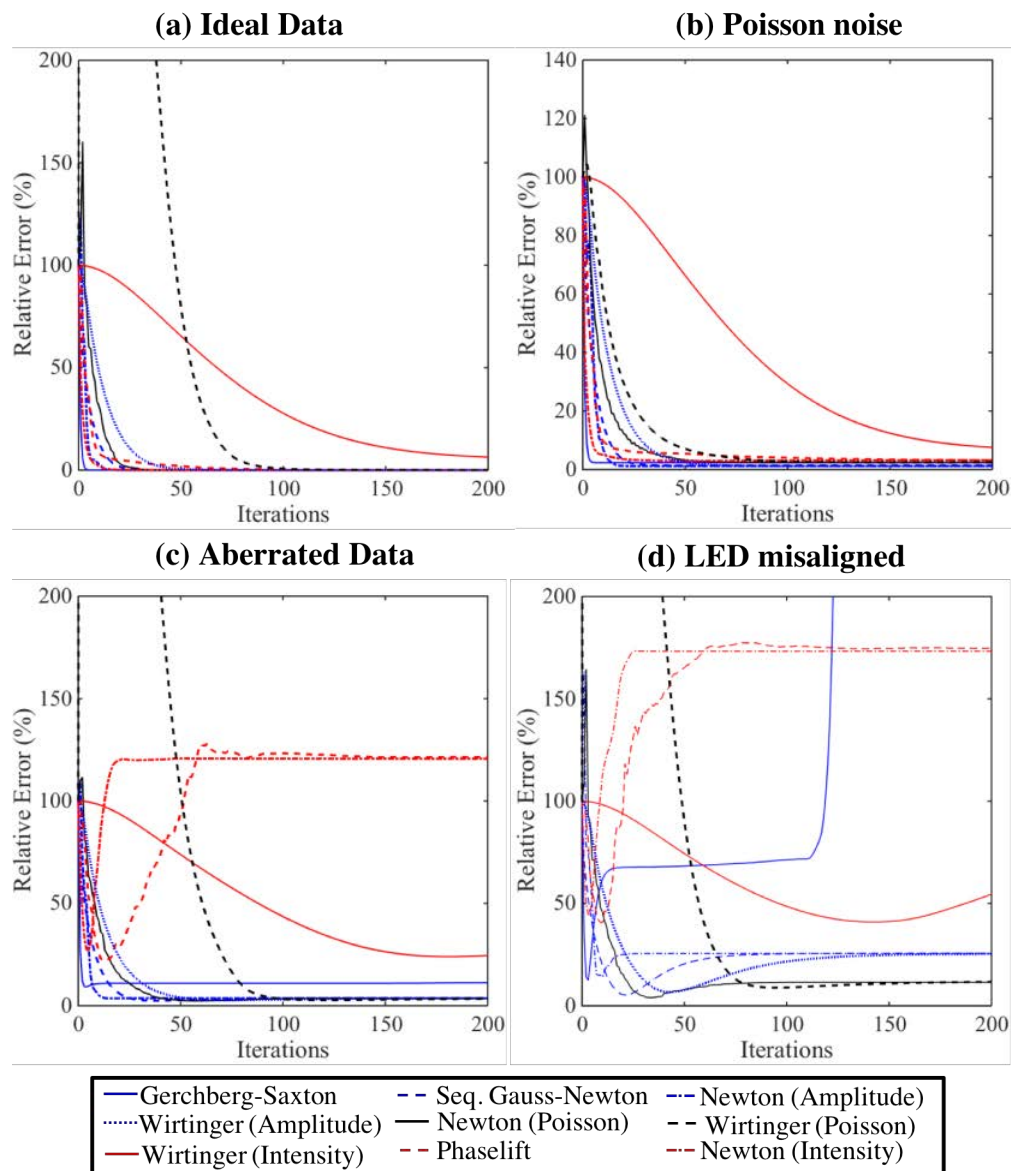 (a) Ideal Data
(b) Poisson noise
200
150
100
50
0
Relative Error (%)
0
50
100
150
200
Iterations
140
120
100
80
60
40
20
0
Relative Error (%)
0
50
100
150
200
Iterations
(c) Aberrated Data
(d) LED misaligned
200
150
100
50
0
Relative Error (%)
0
50
100
150
200
Iterations
200
150
100
50
0
Relative Error (%)
0
50
100
150
200
Iterations
Gerchberg-Saxton
Seq. Gauss-Newton
Newton (Amplitude)
Wirtinger (Amplitude)
Newton (Poisson)
Wirtinger (Poisson)
Wirtinger (Intensity)
Phaselift
Newton (Intensity)